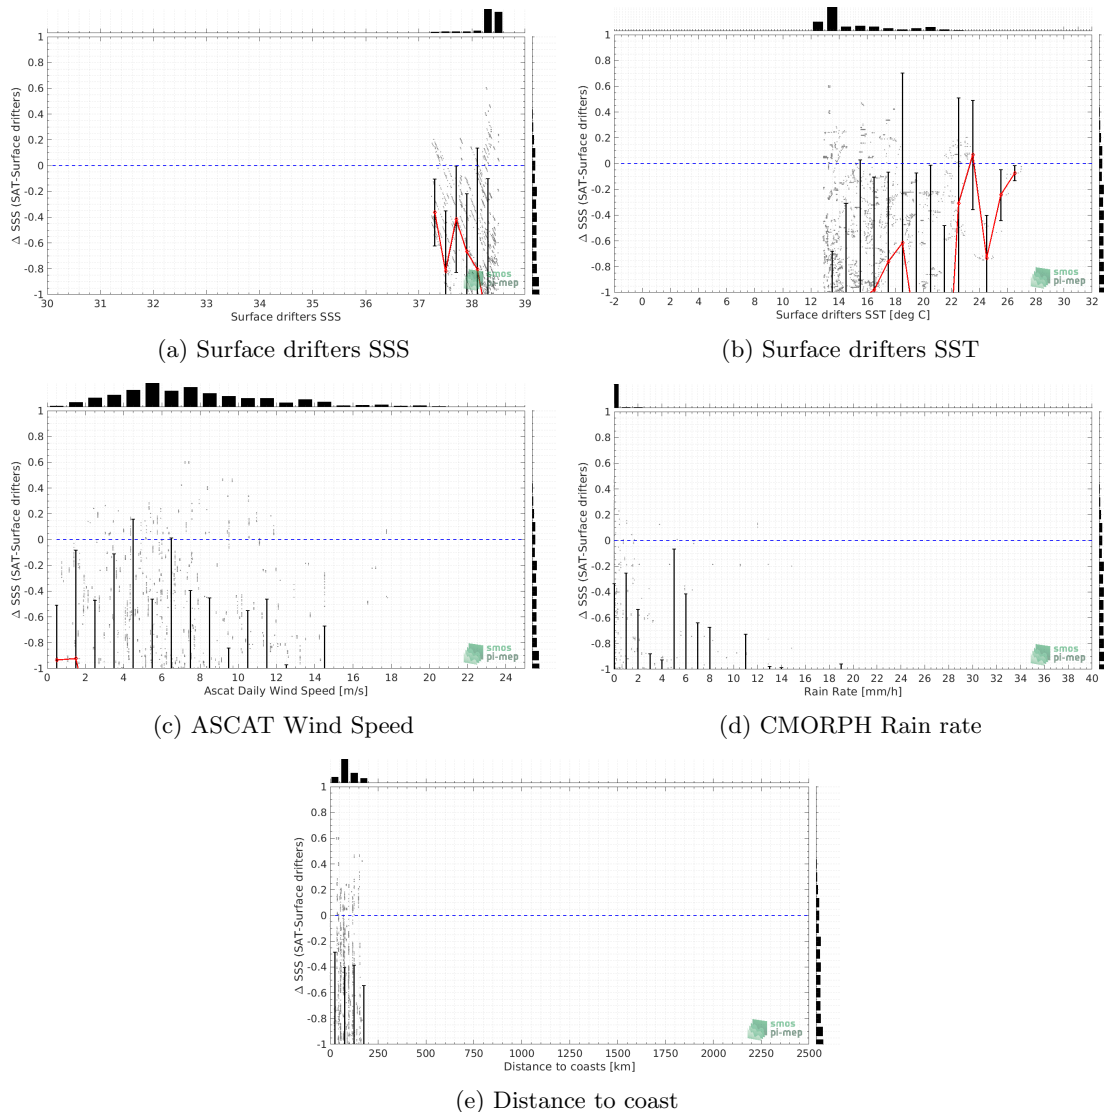 1
0.8
0.6
0.4
0.2
0
-0.2
-0.4
-0.6
-0.8
-1
Δ SSS (SAT-Surface drifters)
30 31 32 33 34 35 36 37 38 39
Surface drifters SSS
smos
pi-mep
(a) Surface drifters SSS
1
0.8
0.6
0.4
0.2
0
-0.2
-0.4
-0.6
-0.8
-1
Δ SSS (SAT-Surface drifters)
-2 0 2 4 6 8 10 12 14 16 18 20 22 24 26 28 30 32
Surface drifters SST [deg C]
smos
pi-mep
(b) Surface drifters SST
1
0.8
0.6
0.4
0.2
0
-0.2
-0.4
-0.6
-0.8
-1
Δ SSS (SAT-Surface drifters)
0 2 4 6 8 10 12 14 16 18 20 22 24
Ascat Daily Wind Speed [m/s]
smos
pi-mep
(c) ASCAT Wind Speed
1
0.8
0.6
0.4
0.2
0
-0.2
-0.4
-0.6
-0.8
-1
Δ SSS (SAT-Surface drifters)
0 2 4 6 8 10 12 14 16 18 20 22 24 26 28 30 32 34 36 38 40
Rain Rate [mm/h]
smos
pi-mep
(d) CMORPH Rain rate
1
0.8
0.6
0.4
0.2
0
-0.2
-0.4
-0.6
-0.8
-1
Δ SSS (SAT-Surface drifters)
0 250 500 750 1000 1250 1500 1750 2000 2250 2500
Distance to coasts [km]
smos
pi-mep
(e) Distance to coast